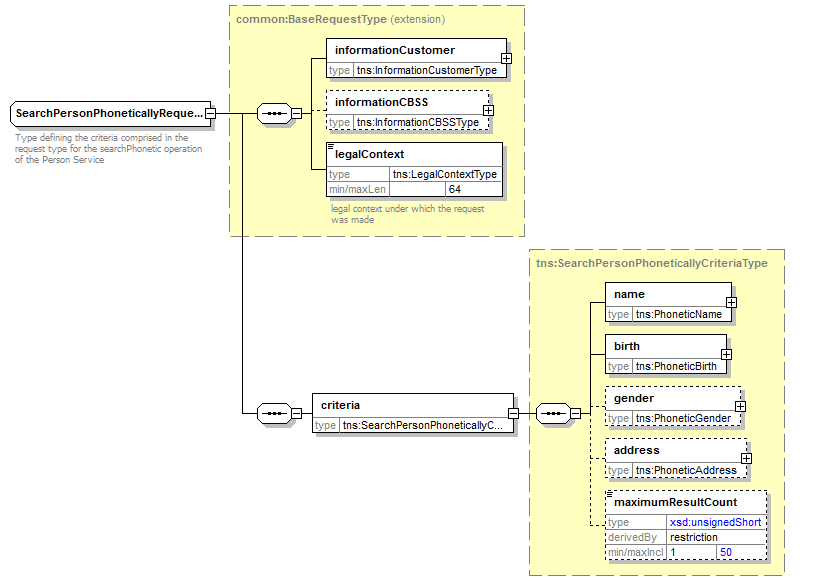 common:BaseRequestType (extension)
informationCustomer
type tns:InformationCustomerType
SearchPersonPhoneticallyReque...
Type defining the criteria comprised in the
request type for the searchPhonetic operation
of the Person Service
informationCBSS
type tns:InformationCBSSType
legalContext
type tns:LegalContextType
min/maxLen 64
legal context under which the request
was made
tns:SearchPersonPhoneticallyCriteriaType
name
type tns:PhoneticName
birth
type tns:PhoneticBirth
criteria
type tns:SearchPersonPhoneticallyC...
gender
type tns:PhoneticGender
address
type tns:PhoneticAddress
maximumResultCount
type xsd:unsignedShort
derivedBy restriction
min/maxIncl 1 50